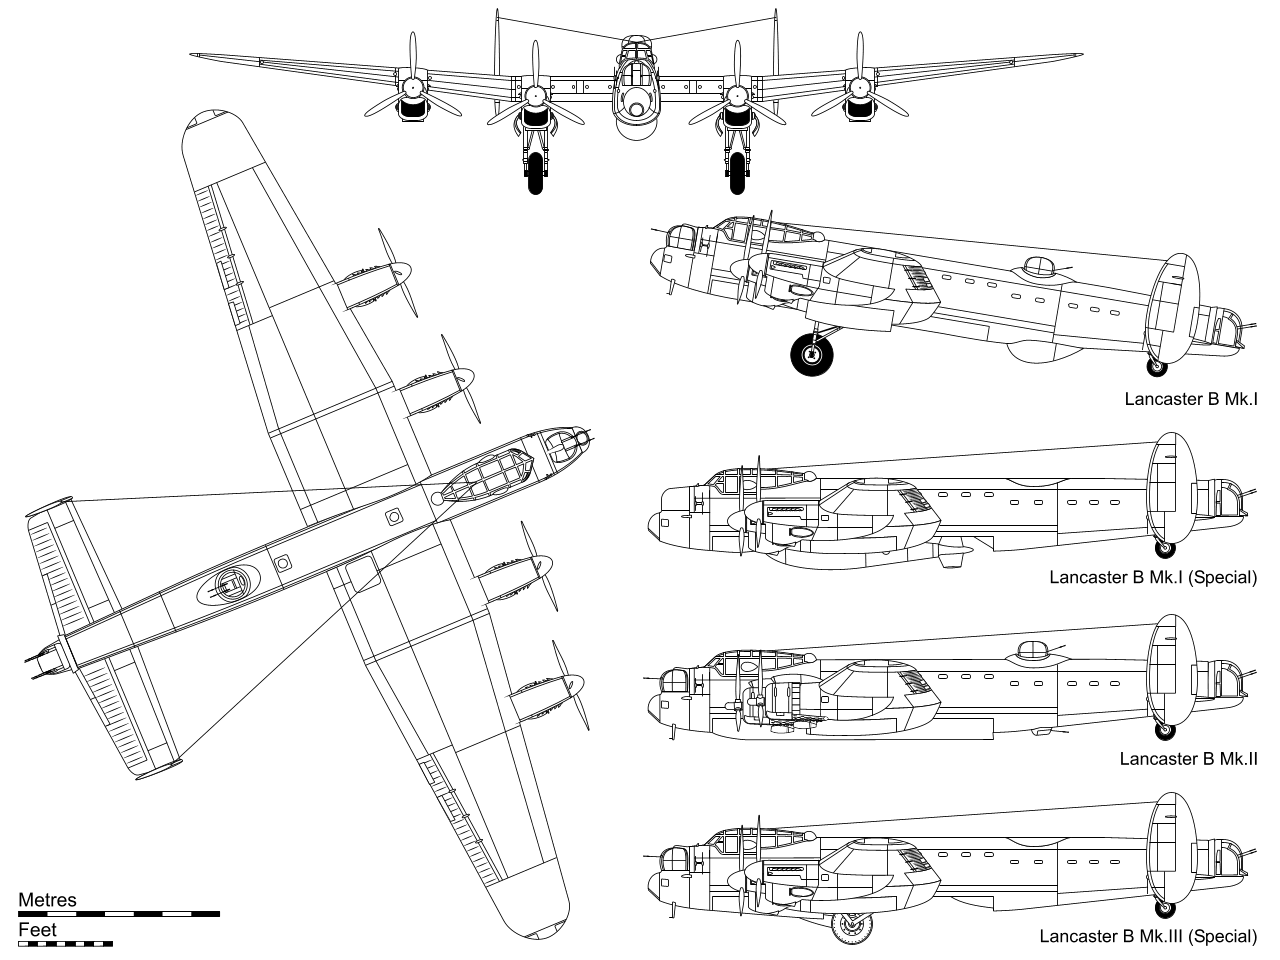 Lancaster B Mk.I
Lancaster B Mk.I (Special)
Lancaster B Mk.II
Lancaster B Mk.III (Special)
Metres
Feet